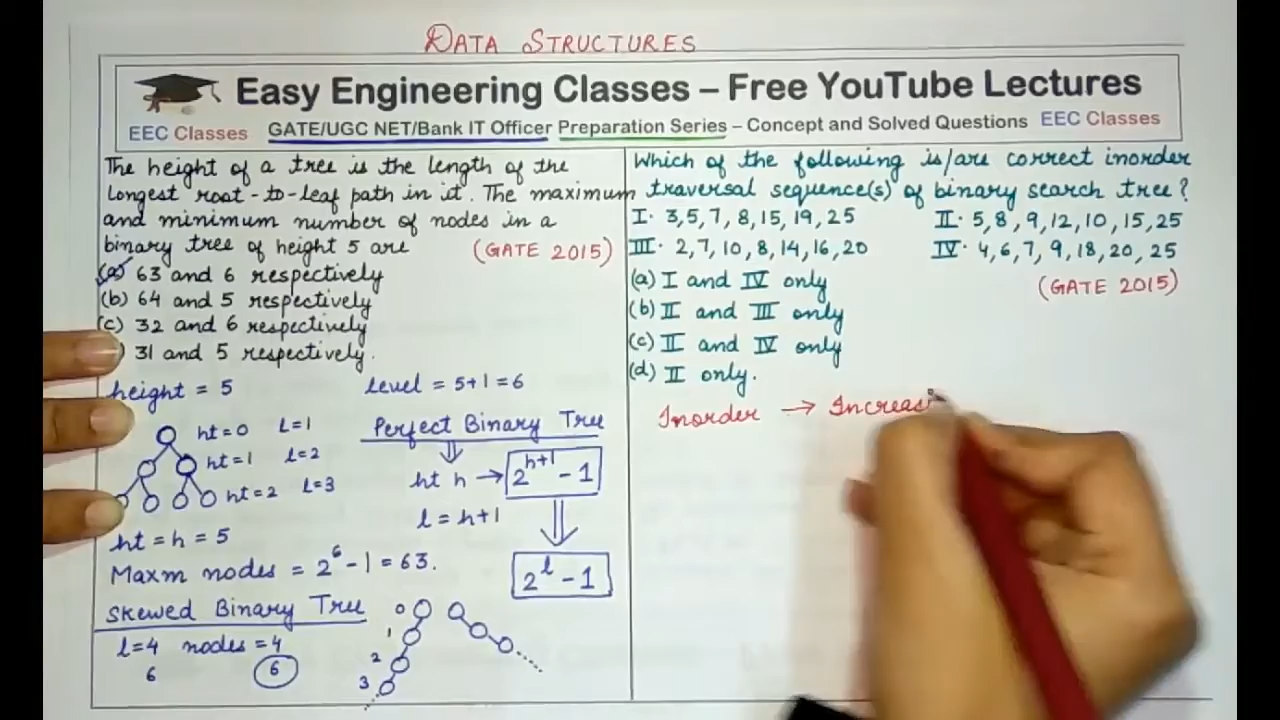 DATA STRUCTURES
Easy Engineering Classes – Free YouTube Lectures
EEC Classes GATE/UGC NET/Bank IT Officer Preparation Series – Concept and Solved Questions EEC Classes
The height of a tree is the length of the
longest root-to-leaf path in it. The maximum
and minimum number of nodes in a
binary tree of height 5 are (GATE 2015)
(a) 63 and 6 respectively
(b) 64 and 5 respectively
(c) 32 and 6 respectively
) 31 and 5 respectively.
height = 5 level = 5+1=6
ht=0 L=1
ht=1 l=2
ht=2 l=3
Perfect Binary Tree
ht h → 2^{h+1} - 1
l = h+1
2^l - 1
ht = h = 5
Maxm nodes = 2^6 - 1 = 63.
Skewed Binary Tree
l=4 nodes = 4
6 6
0
1
2
3
Which of the following is/are correct inorder
traversal sequence(s) of binary search tree?
I. 3, 5, 7, 8, 15, 19, 25 II. 5, 8, 9, 12, 10, 15, 25
III. 2, 7, 10, 8, 14, 16, 20 IV. 4, 6, 7, 9, 18, 20, 25
(a) I and IV only (GATE 2015)
(b) II and III only
(c) II and IV only
(d) II only.
Inorder → Increasi